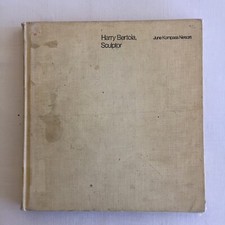 Harry Bertoia,
Sculptor
June Kompass Nelson